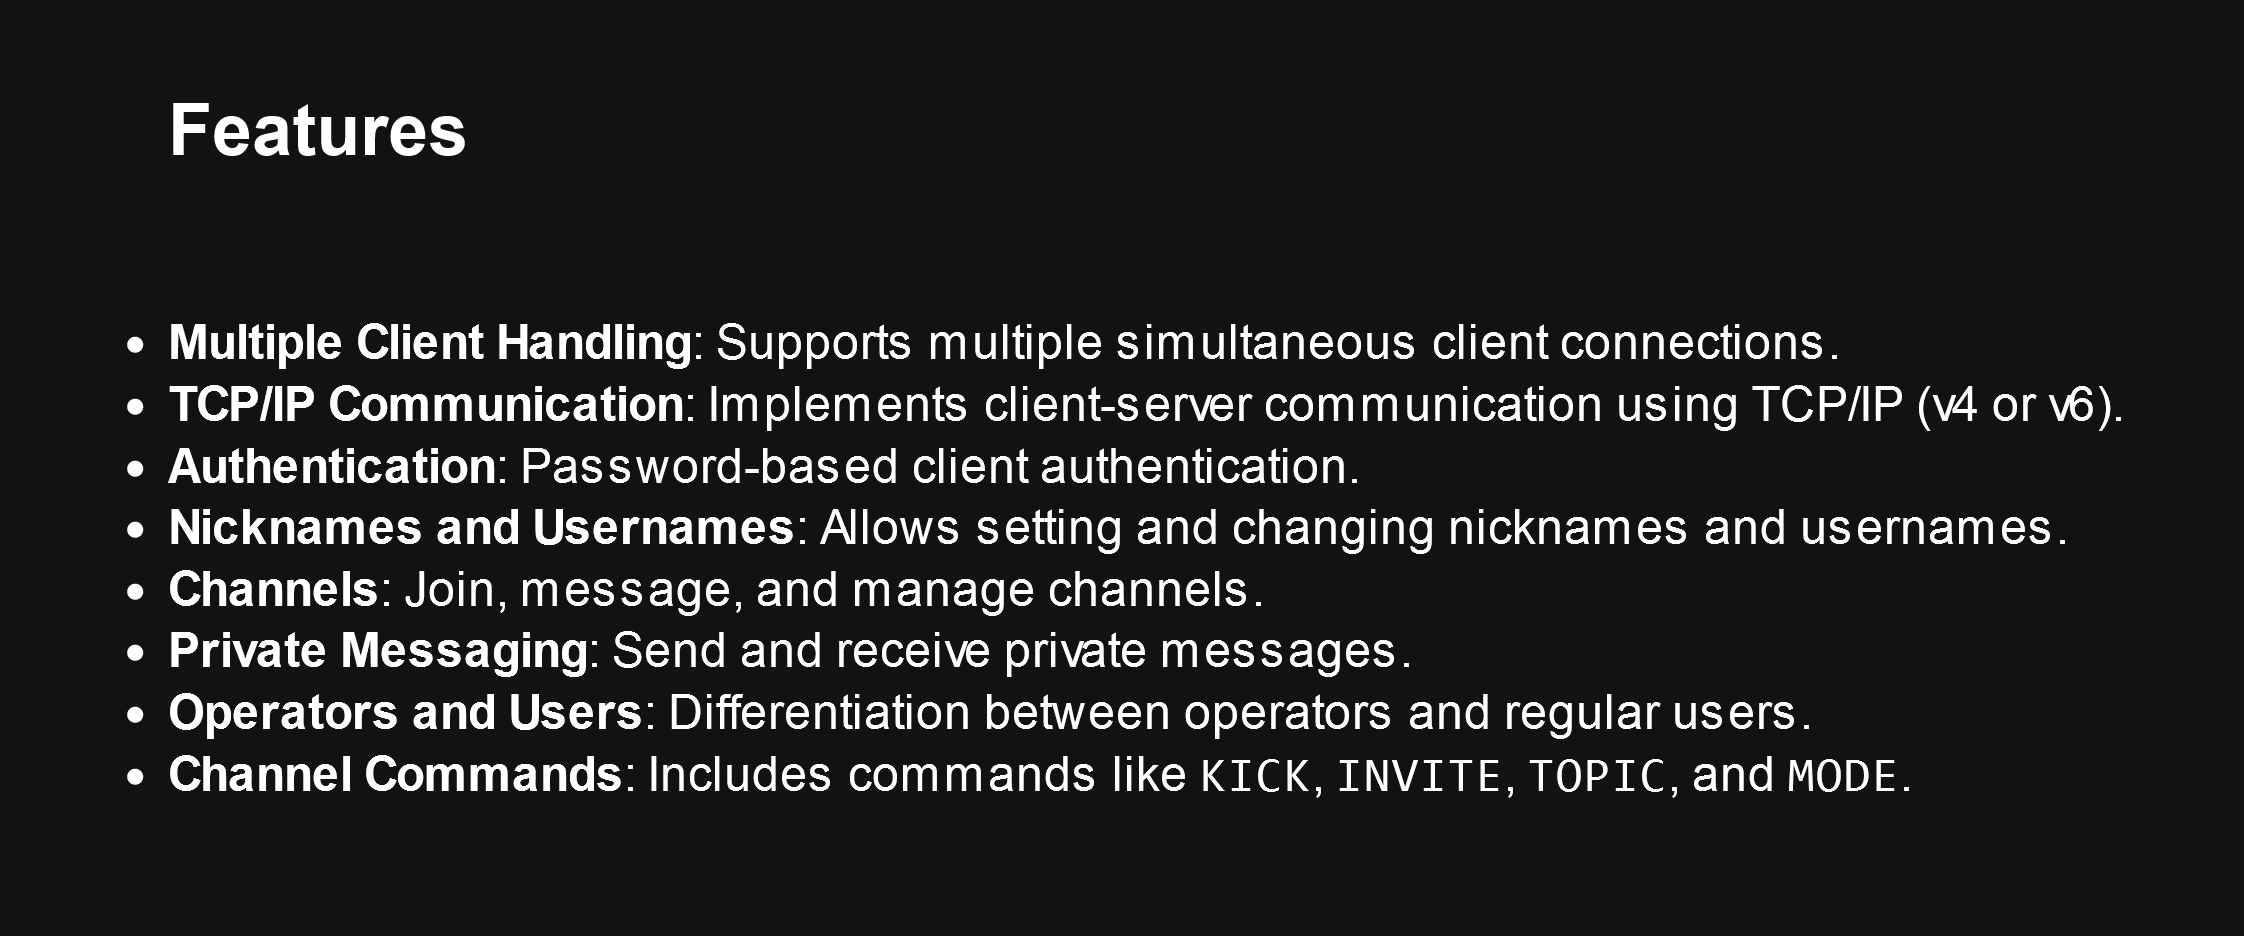 Features
• Multiple Client Handling: Supports multiple simultaneous client connections.
• TCP/IP Communication: Implements client-server communication using TCP/IP (v4 or v6).
• Authentication: Password-based client authentication.
• Nicknames and Usernames: Allows setting and changing nicknames and usernames.
• Channels: Join, message, and manage channels.
• Private Messaging: Send and receive private messages.
• Operators and Users: Differentiation between operators and regular users.
• Channel Commands: Includes commands like KICK, INVITE, TOPIC, and MODE.